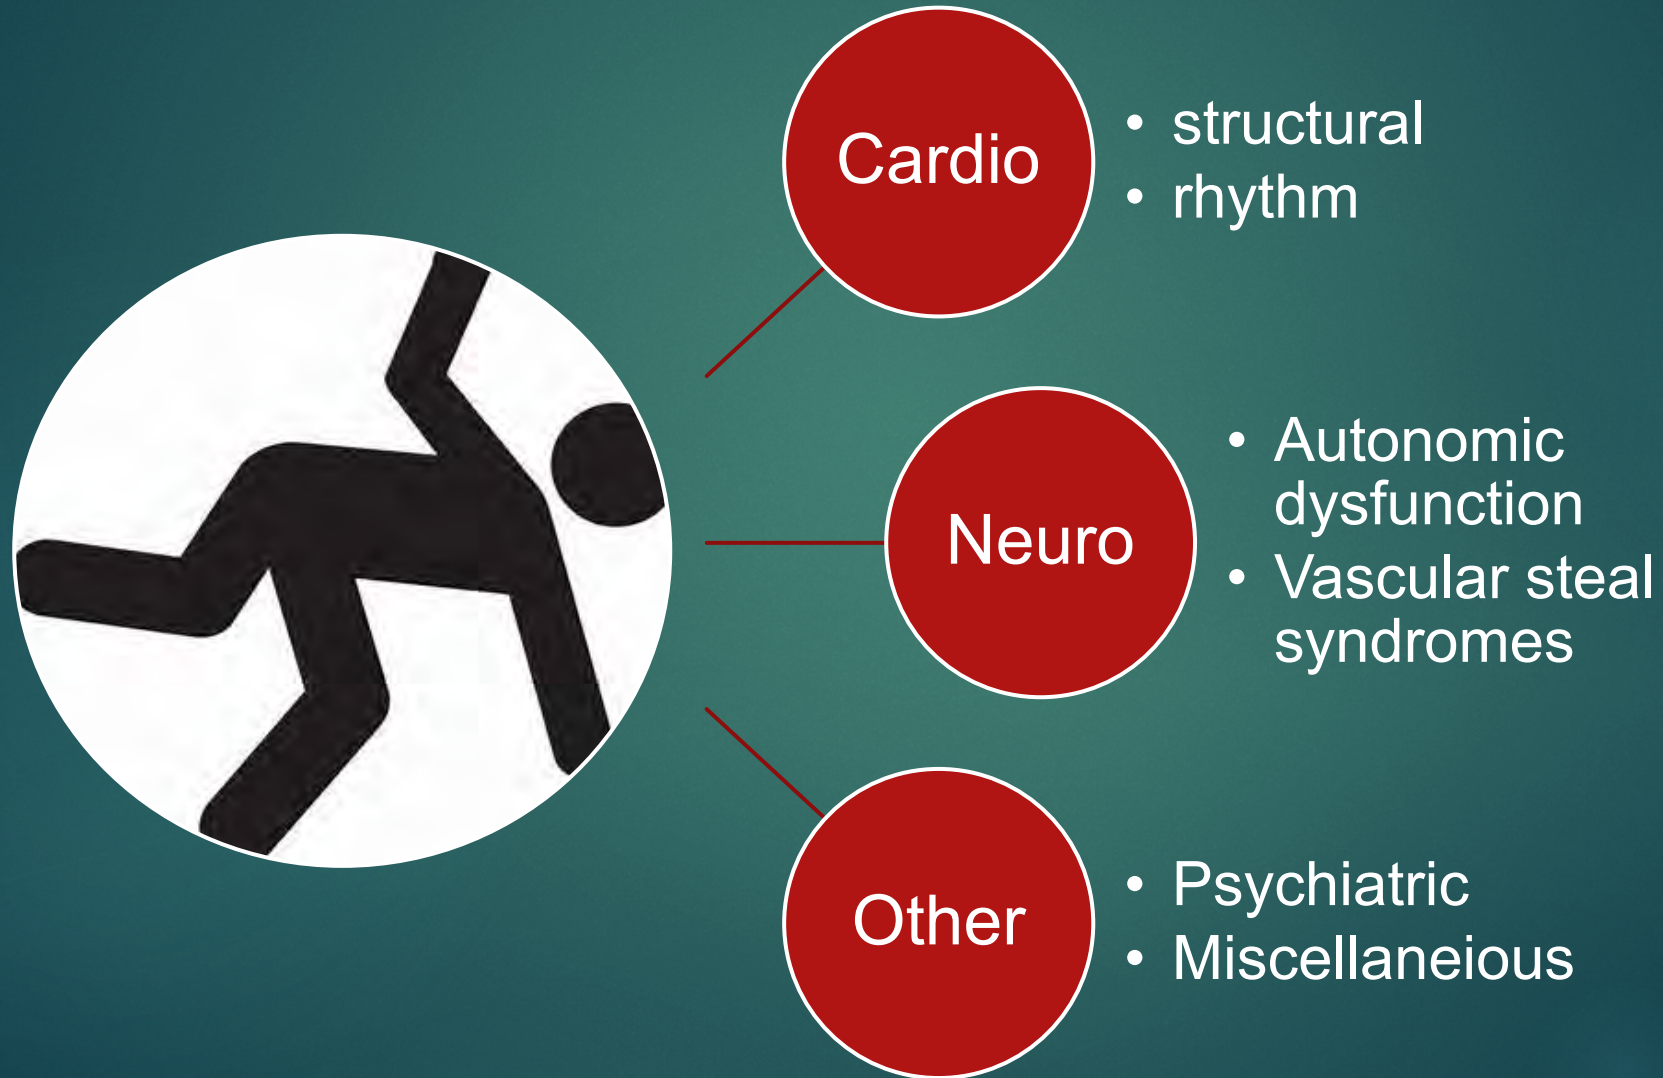 Cardio
• structural
• rhythm
Neuro
• Autonomic
dysfunction
• Vascular steal
syndromes
Other
• Psychiatric
• Miscellaneious